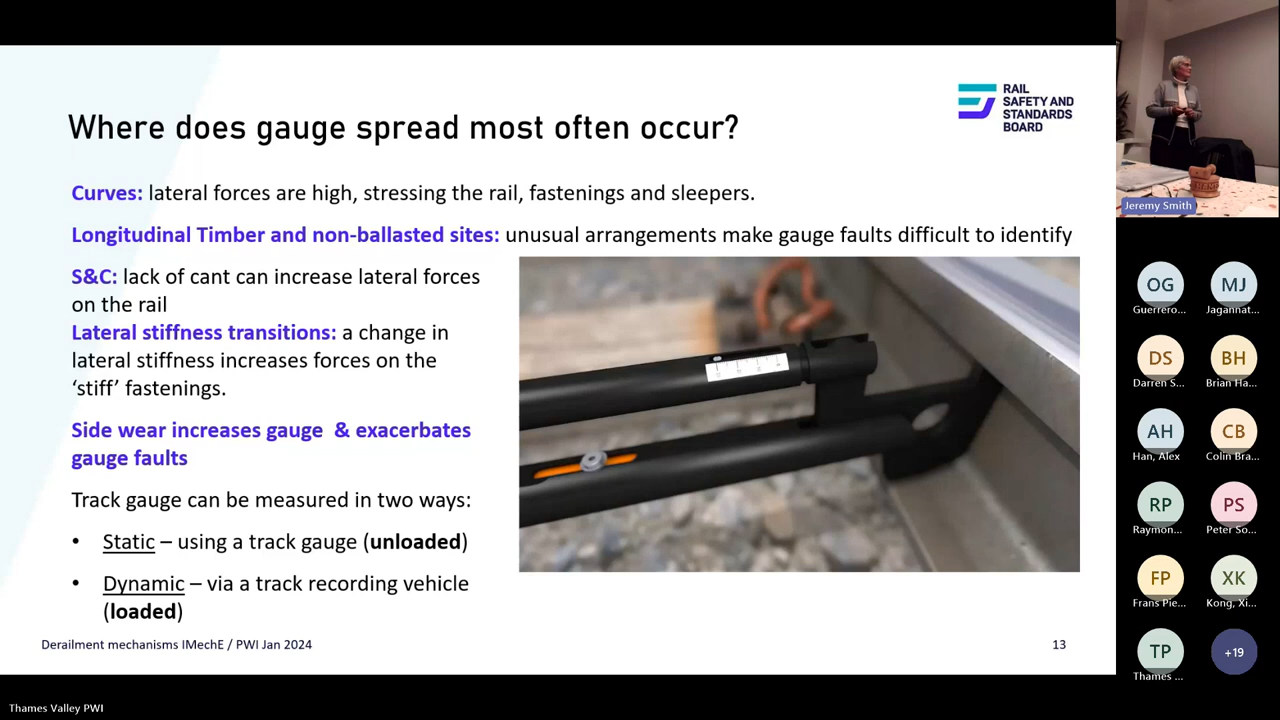 Where does gauge spread most often occur?
RAIL
SAFETY AND
STANDARDS
BOARD
Curves: lateral forces are high, stressing the rail, fastenings and sleepers.
Longitudinal Timber and non-ballasted sites: unusual arrangements make gauge faults difficult to identify
S&C: lack of cant can increase lateral forces
on the rail
Lateral stiffness transitions: a change in
lateral stiffness increases forces on the
‘stiff’ fastenings.
Side wear increases gauge & exacerbates
gauge faults
Track gauge can be measured in two ways:
• Static – using a track gauge (unloaded)
• Dynamic – via a track recording vehicle
(loaded)
Derailment mechanisms IMechE / PWI Jan 2024
13
Jeremy Smith
OG
Guerrero...
MJ
Jagannat...
DS
Darren S...
BH
Brian Ha...
AH
Han, Alex
CB
Colin Bra...
RP
Raymon...
PS
Peter So...
FP
Frans Pie...
XK
Kong, Xi...
TP
Thames ...
+19
Thames Valley PWI